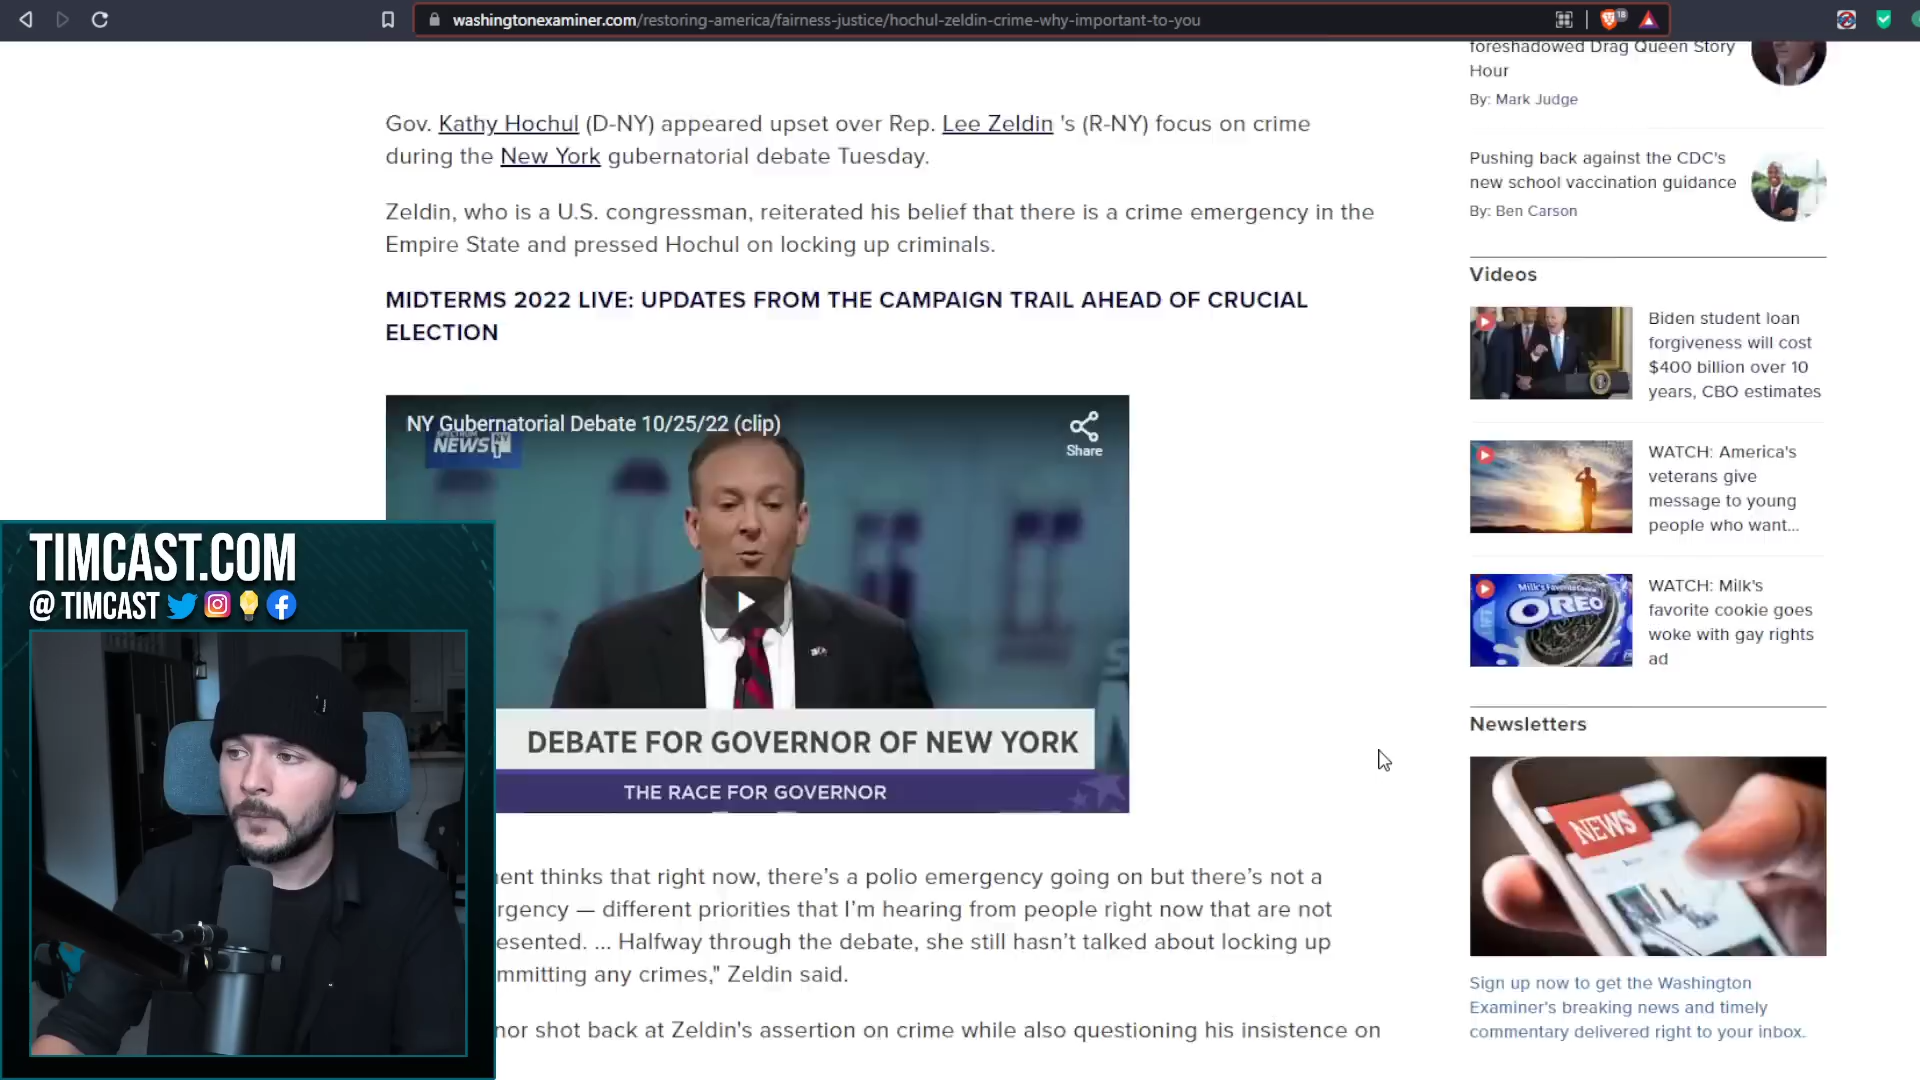 washingtonexaminer.com/restoring-america/fairness-justice/hochul-zeldin-crime-why-important-to-you
18
Gov. Kathy Hochul (D-NY) appeared upset over Rep. Lee Zeldin 's (R-NY) focus on crime
during the New York gubernatorial debate Tuesday.
Zeldin, who is a U.S. congressman, reiterated his belief that there is a crime emergency in the
Empire State and pressed Hochul on locking up criminals.
MIDTERMS 2022 LIVE: UPDATES FROM THE CAMPAIGN TRAIL AHEAD OF CRUCIAL
ELECTION
NY Gubernatorial Debate 10/25/22 (clip)
SPECTRUM
NEWS NY 1
Share
DEBATE FOR GOVERNOR OF NEW YORK
THE RACE FOR GOVERNOR
TIMCAST.COM
@ TIMCAST
ent thinks that right now, there's a polio emergency going on but there's not a
rgency — different priorities that I'm hearing from people right now that are not
esented. ... Halfway through the debate, she still hasn't talked about locking up
mmitting any crimes," Zeldin said.
nor shot back at Zeldin's assertion on crime while also questioning his insistence on
foreshadowed Drag Queen Story
Hour
By: Mark Judge
Pushing back against the CDC's
new school vaccination guidance
By: Ben Carson
Videos
Biden student loan
forgiveness will cost
$400 billion over 10
years, CBO estimates
WATCH: America's
veterans give
message to young
people who want...
Milk's Favorite Cookie
OREO
WATCH: Milk's
favorite cookie goes
woke with gay rights
ad
Newsletters
NEWS
Sign up now to get the Washington
Examiner's breaking news and timely
commentary delivered right to your inbox.